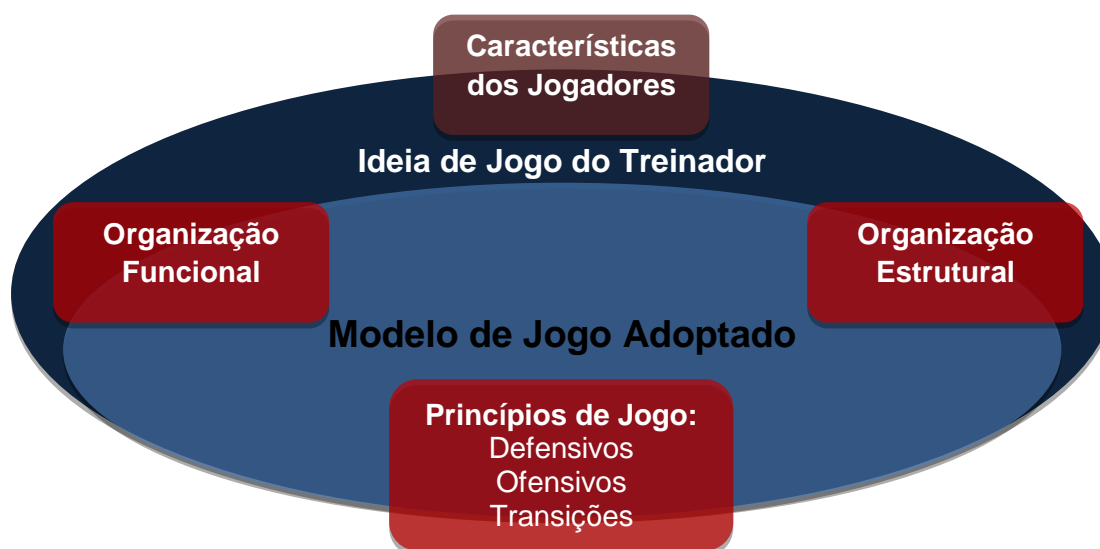 Características
dos Jogadores
Ideia de Jogo do Treinador
Organização
Funcional
Organização
Estrutural
Modelo de Jogo Adoptado
Princípios de Jogo:
Defensivos
Ofensivos
Transições